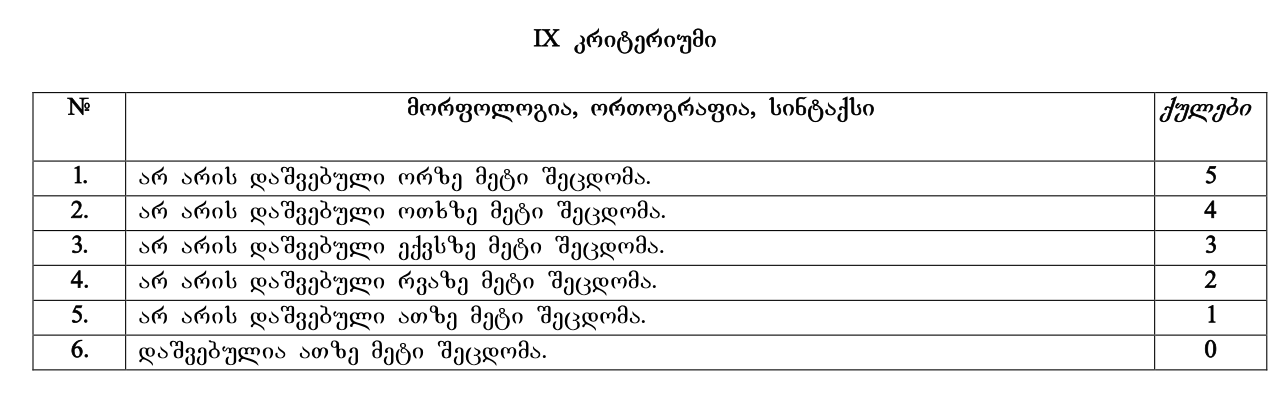 IX კრიტერიუმი
№ მორფოლოგია, ორთოგრაფია, სინტაქსი ქულები
1. არ არის დაშვებული ორზე მეტი შეცდომა. 5
2. არ არის დაშვებული ოთხზე მეტი შეცდომა. 4
3. არ არის დაშვებული ექვსზე მეტი შეცდომა. 3
4. არ არის დაშვებული რვაზე მეტი შეცდომა. 2
5. არ არის დაშვებული ათზე მეტი შეცდომა. 1
6. დაშვებულია ათზე მეტი შეცდომა. 0